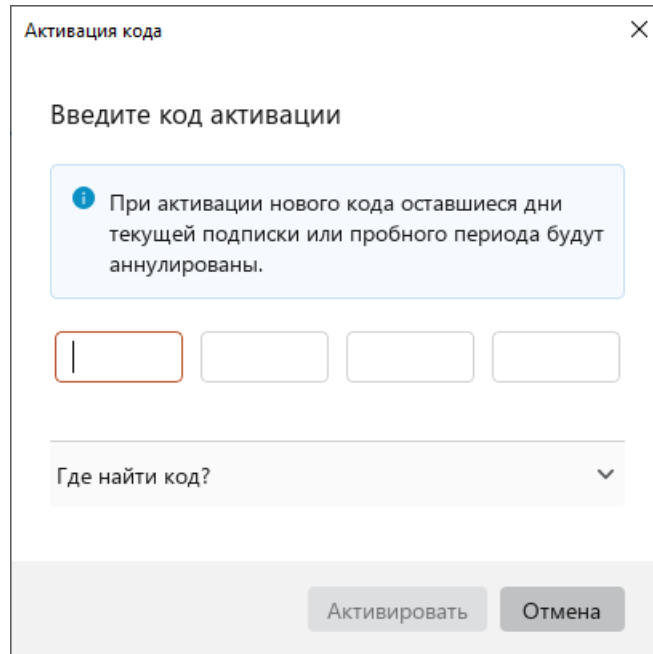 Активация кода
Введите код активации
При активации нового кода оставшиеся дни
текущей подписки или пробного периода будут
аннулированы.
Где найти код?
Активировать
Отмена